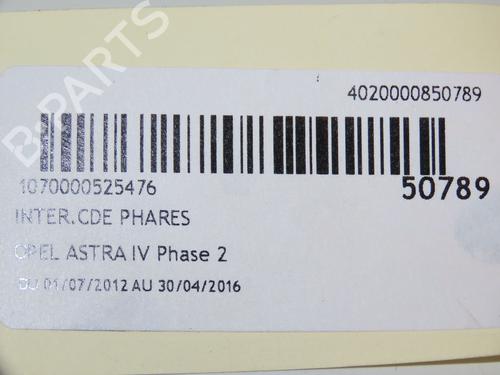 B-PARTS
4020000850789
1070000525476
50789
INTER.CDE PHARES
OPEL ASTRA IV Phase 2
DU 01/07/2012 AU 30/04/2016